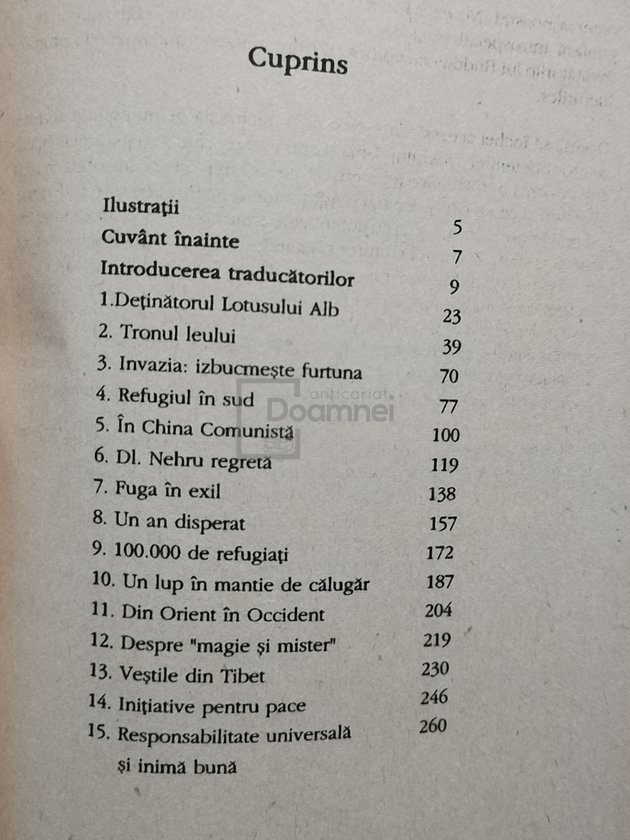 Cuprins
Ilustrații 5
Cuvânt înainte 7
Introducerea traducătorilor 9
1.Deținătorul Lotusului Alb 23
2. Tronul leului 39
3. Invazia: izbucmește furtuna 70
4. Refugiul în sud 77
5. În China Comunistă 100
6. Dl. Nehru regretă 119
7. Fuga în exil 138
8. Un an disperat 157
9. 100.000 de refugiați 172
10. Un lup în mantie de călugăr 187
11. Din Orient în Occident 204
12. Despre "magie și mister" 219
13. Veștile din Tibet 230
14. Inițiative pentru pace 246
15. Responsabilitate universală 260
și inimă bună
anticariat
Doamnei